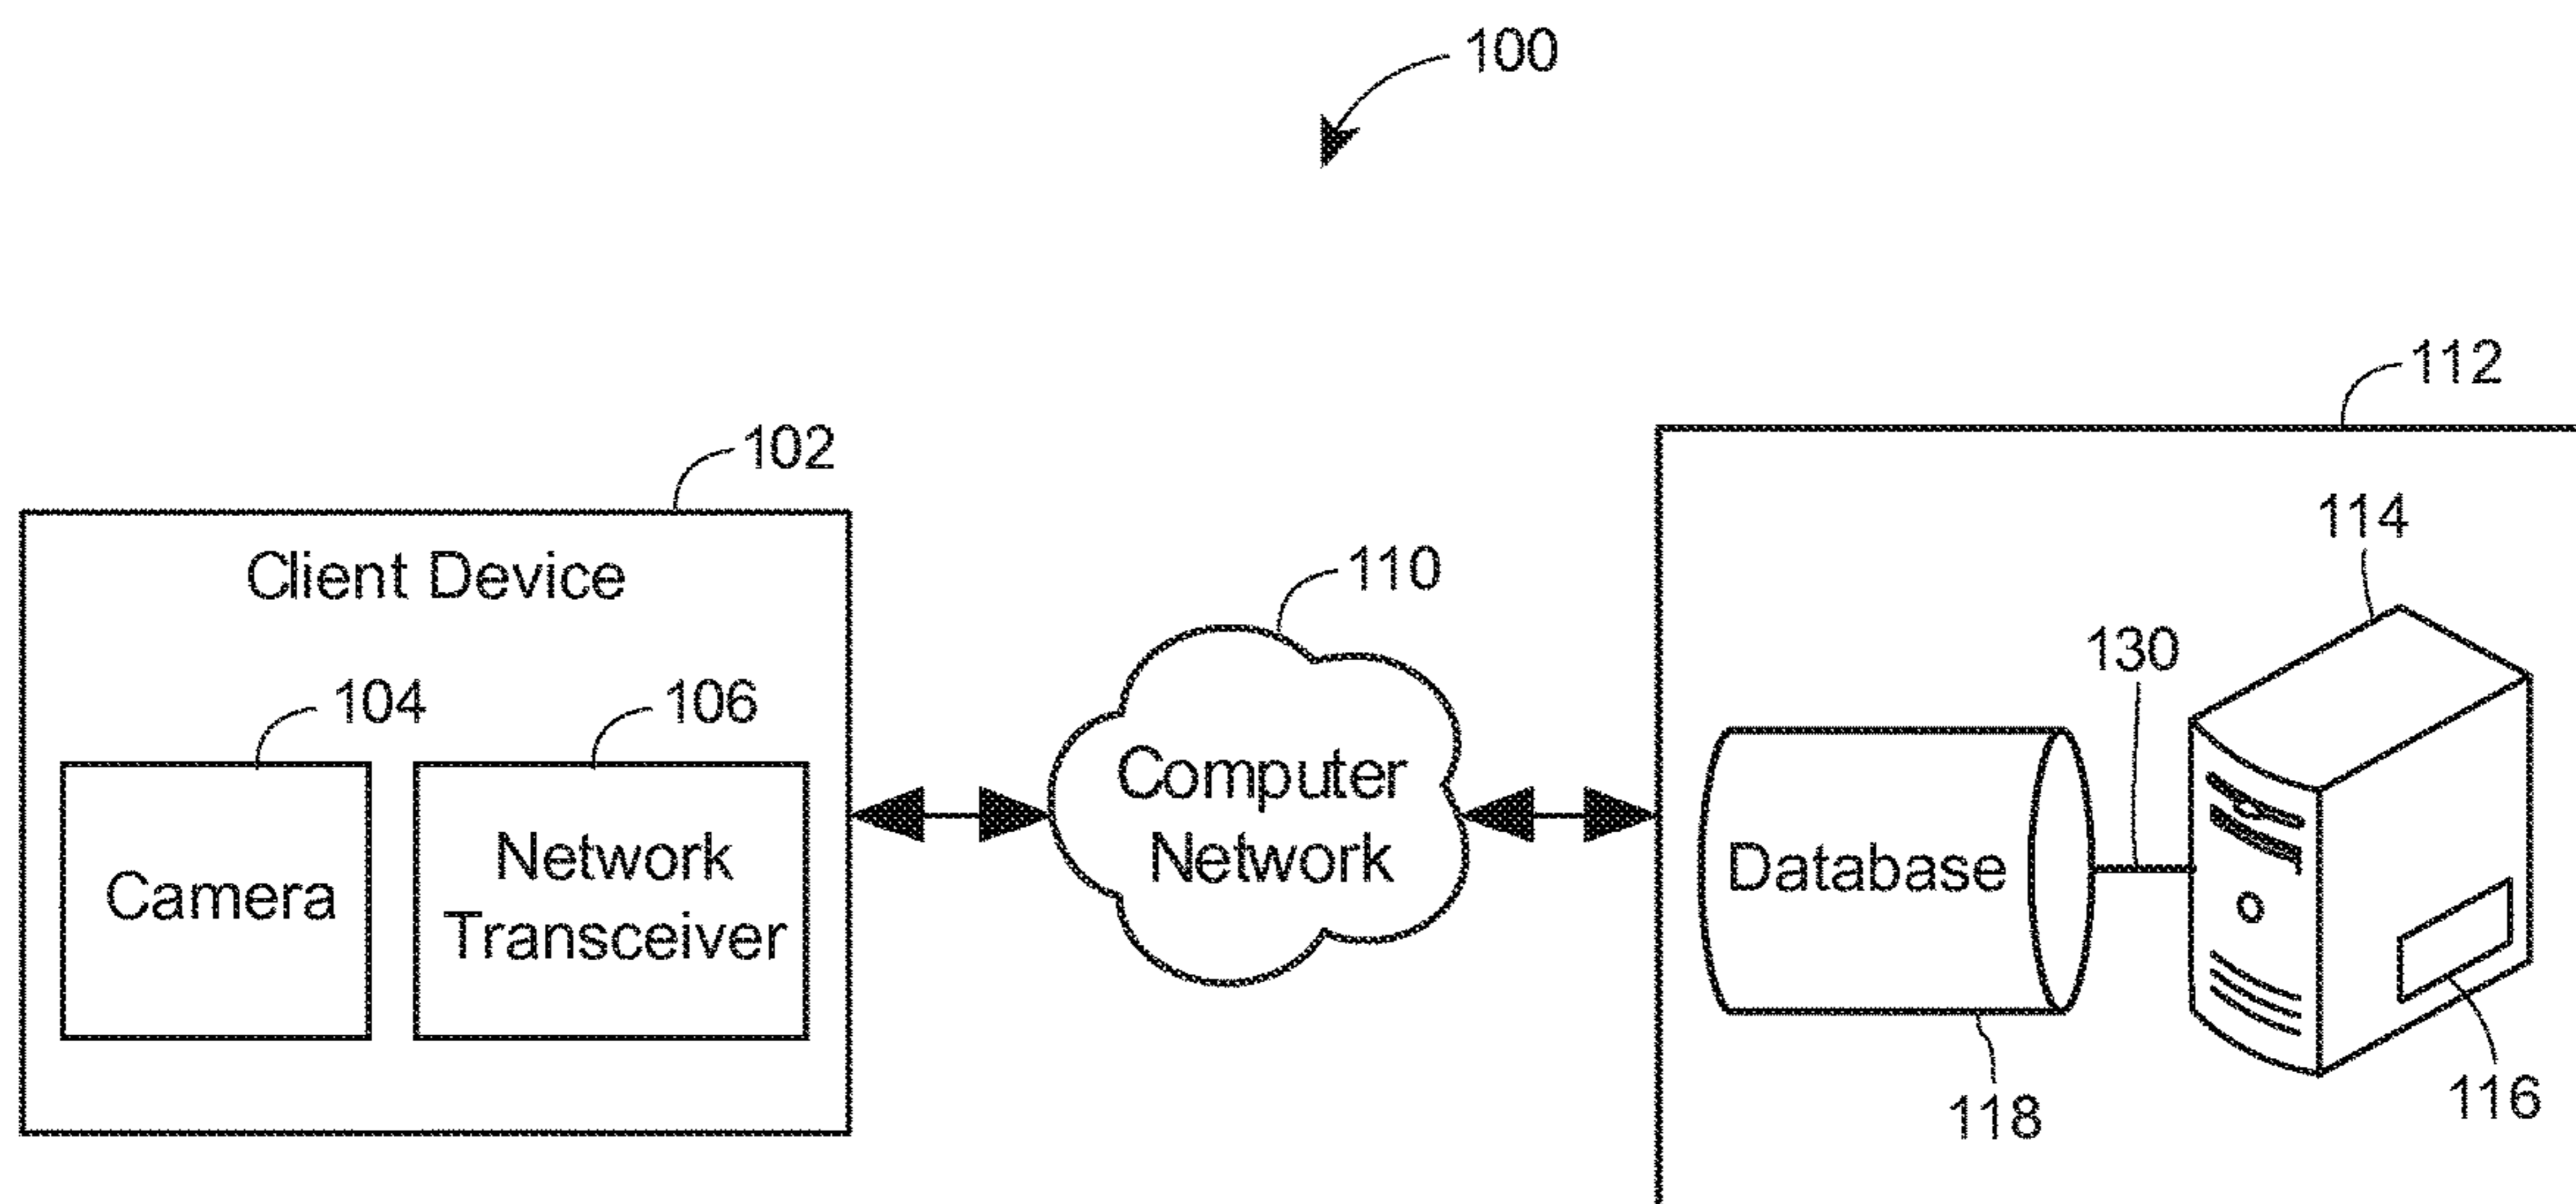 100
112
102
114
Client Device
110
130
104
106
Computer
Network
Network
Transceiver
Camera
Database
118
116